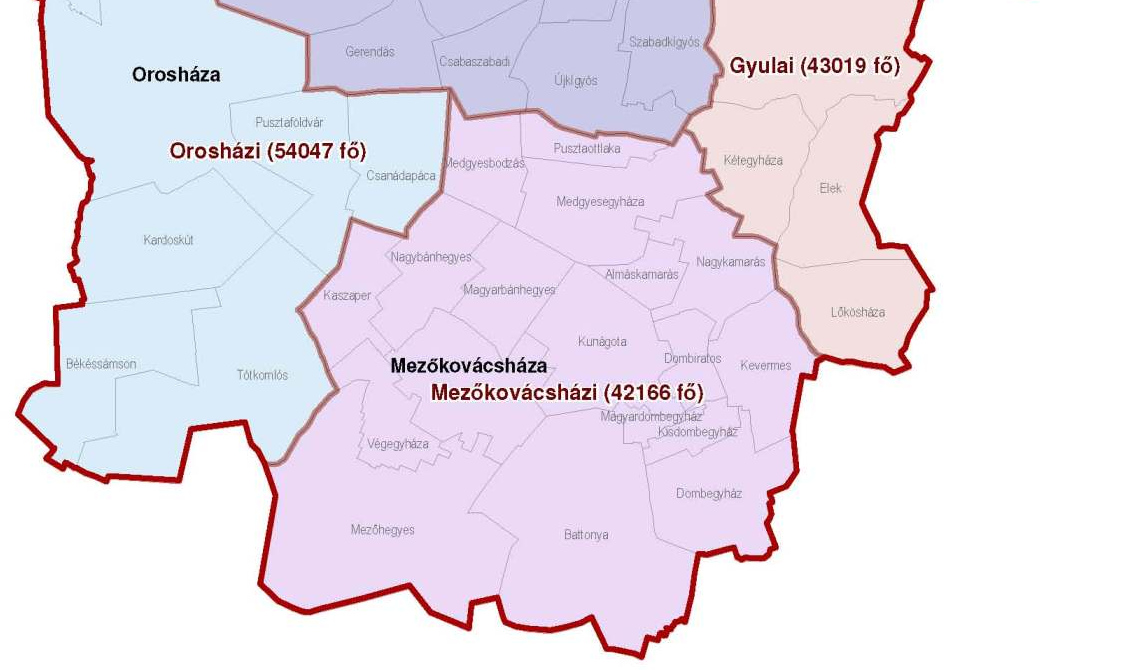 Gerendás
Csabaszabadi
Szabadkígyós
Újkígyós
Gyulai (43019 fő)
Orosháza
Pusztaföldvár
Orosházi (54047 fő)
Csanádapáca
Medgyesbodzás
Pusztaottlaka
Kétegyháza
Elek
Medgyesegyháza
Kardoskút
Nagybánhegyes
Nagykamarás
Almáskamarás
Kaszaper
Magyarbánhegyes
Lőkösháza
Kunágota
Dombiratos
Békéssámson
Mezőkovácsháza
Kevermes
Tótkomlós
Mezőkovácsházi (42166 fő)
Magyardombegyház
Kisdombegyház
Végegyháza
Dombegyház
Mezőhegyes
Battonya